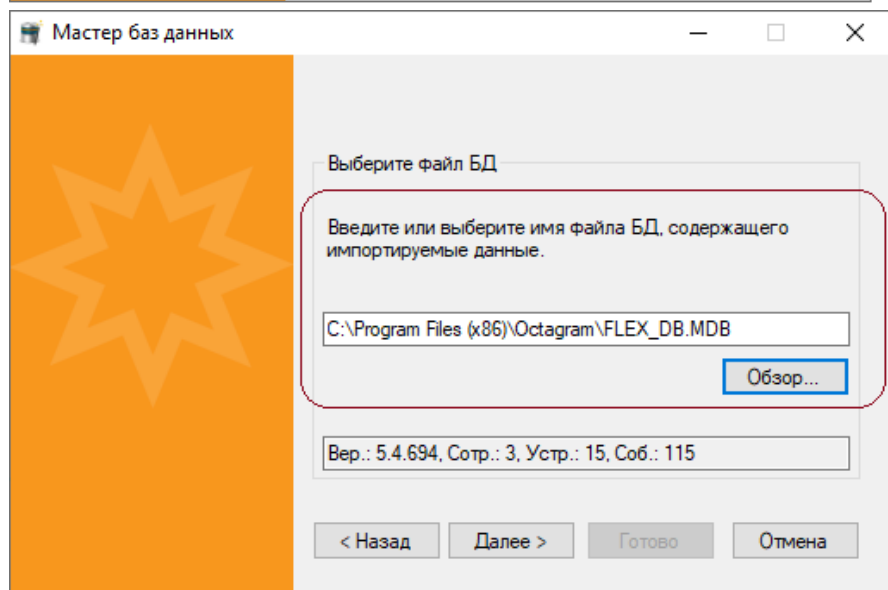 Мастер баз данных
Выберите файл БД
Введите или выберите имя файла БД, содержащего
импортируемые данные.
C:\Program Files (x86)\Octagram\FLEX_DB.MDB
Обзор...
Вер.: 5.4.694, Сотр.: 3, Устр.: 15, Соб.: 115
< Назад Далее > Готово Отмена